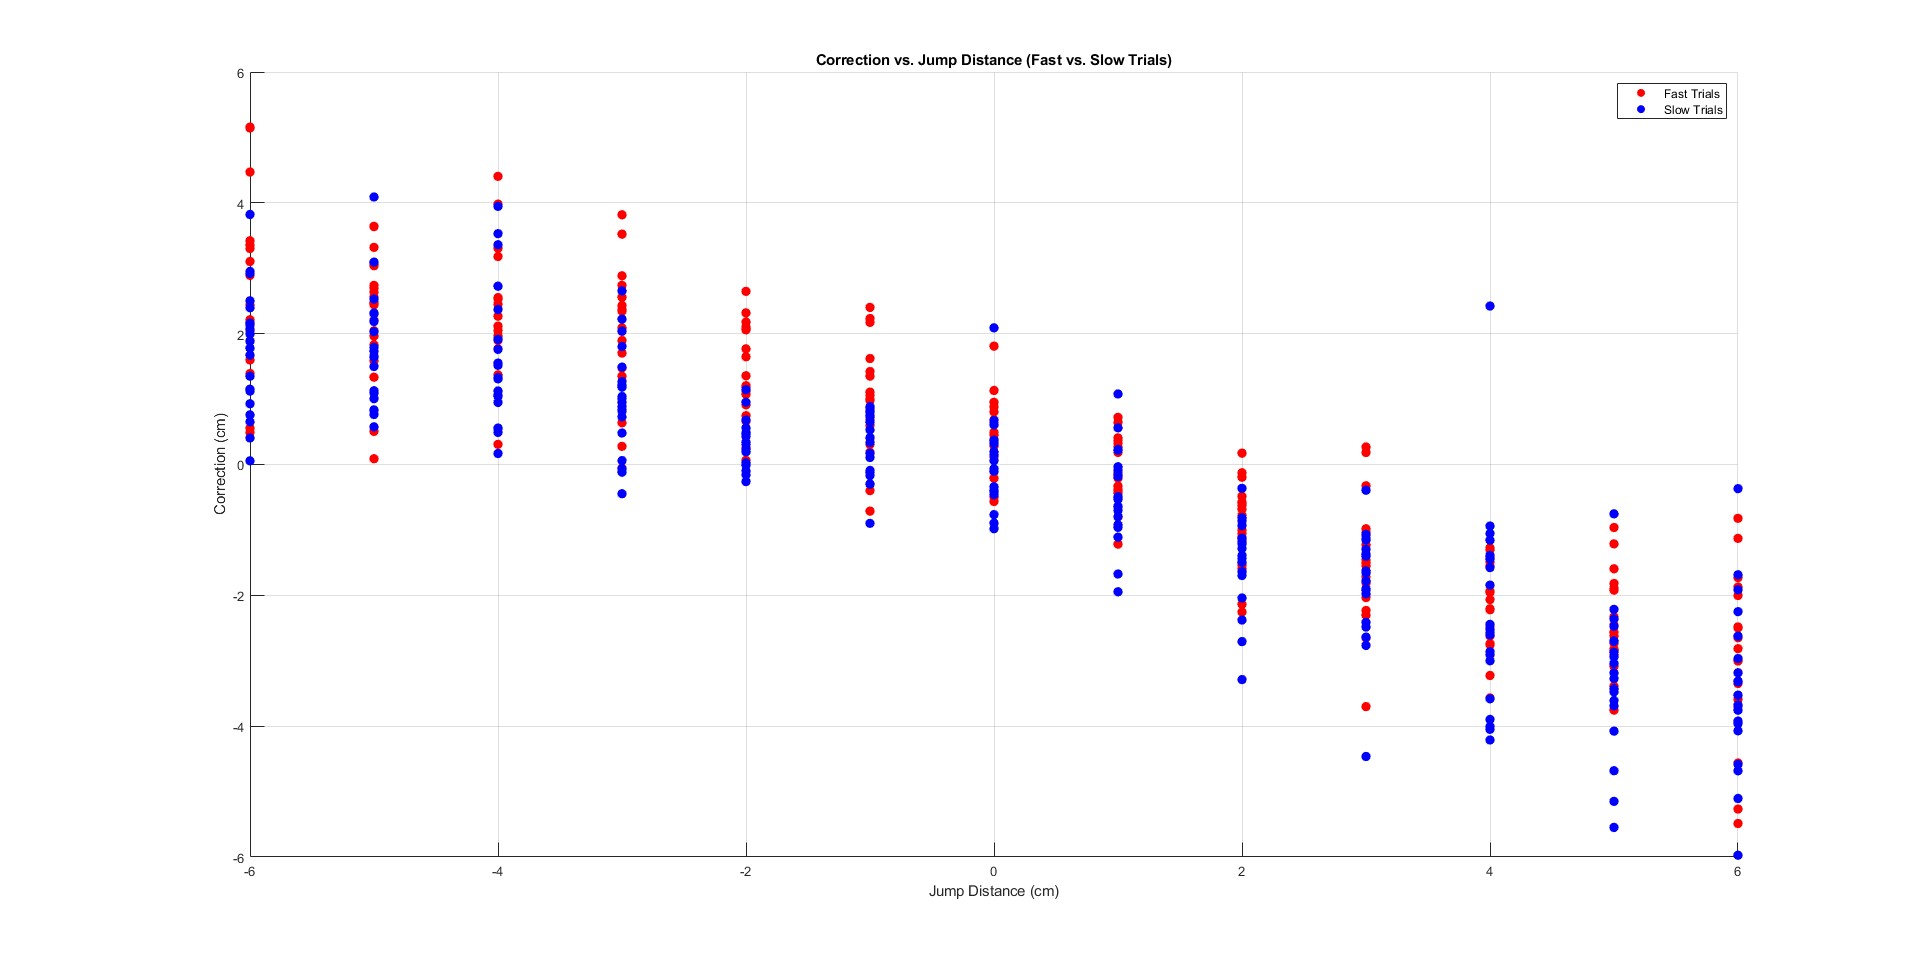 Correction vs. Jump Distance (Fast vs. Slow Trials)
Fast Trials
Slow Trials
6
4
2
0
-2
-4
-6
Correction (cm)
-6
-4
-2
0
2
4
6
Jump Distance (cm)